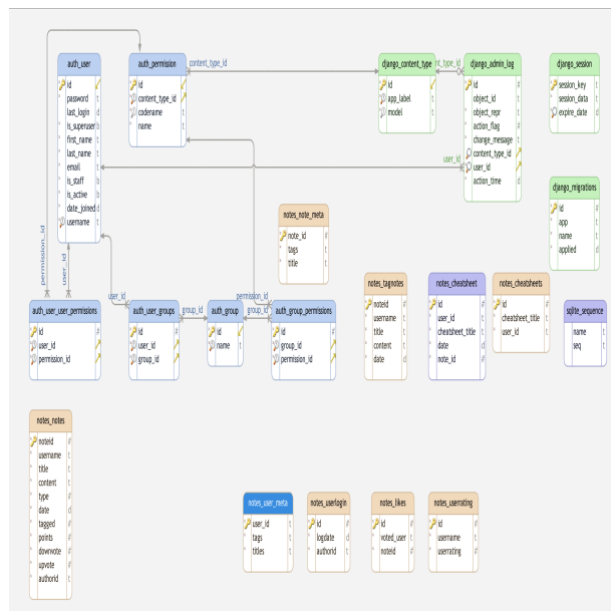 auth_user
id
password
last_login
is_superuser
first_name
last_name
email
is_staff
is_active
date_joined
username
auth_permission
id
content_type_id
codename
name
content_type_id
django_content_type
id
app_label
model
nt_type_id
django_admin_log
id
object_id
object_repr
action_flag
change_message
content_type_id
user_id
action_time
user_id
django_session
session_key
session_data
expire_date
django_migrations
id
app
name
applied
notes_note_meta
note_id
tags
title
permission_id
user_id
user_id
group_id
permission_id
group_id
auth_user_user_permissions
id
user_id
permission_id
auth_user_groups
id
user_id
group_id
auth_group
id
name
auth_group_permissions
id
group_id
permission_id
notes_tagnotes
noteid
username
title
content
date
notes_cheatsheet
id
user_id
cheatsheet_title
date
note_id
notes_cheatsheets
id
cheatsheet_title
user_id
sqlite_sequence
name
seq
notes_notes
noteid
username
title
content
type
date
tagged
points
downvote
upvote
authorId
notes_user_meta
user_id
tags
titles
notes_userlogin
id
logdate
authorId
notes_likes
id
voted_user
noteid
notes_userrating
id
username
userrating